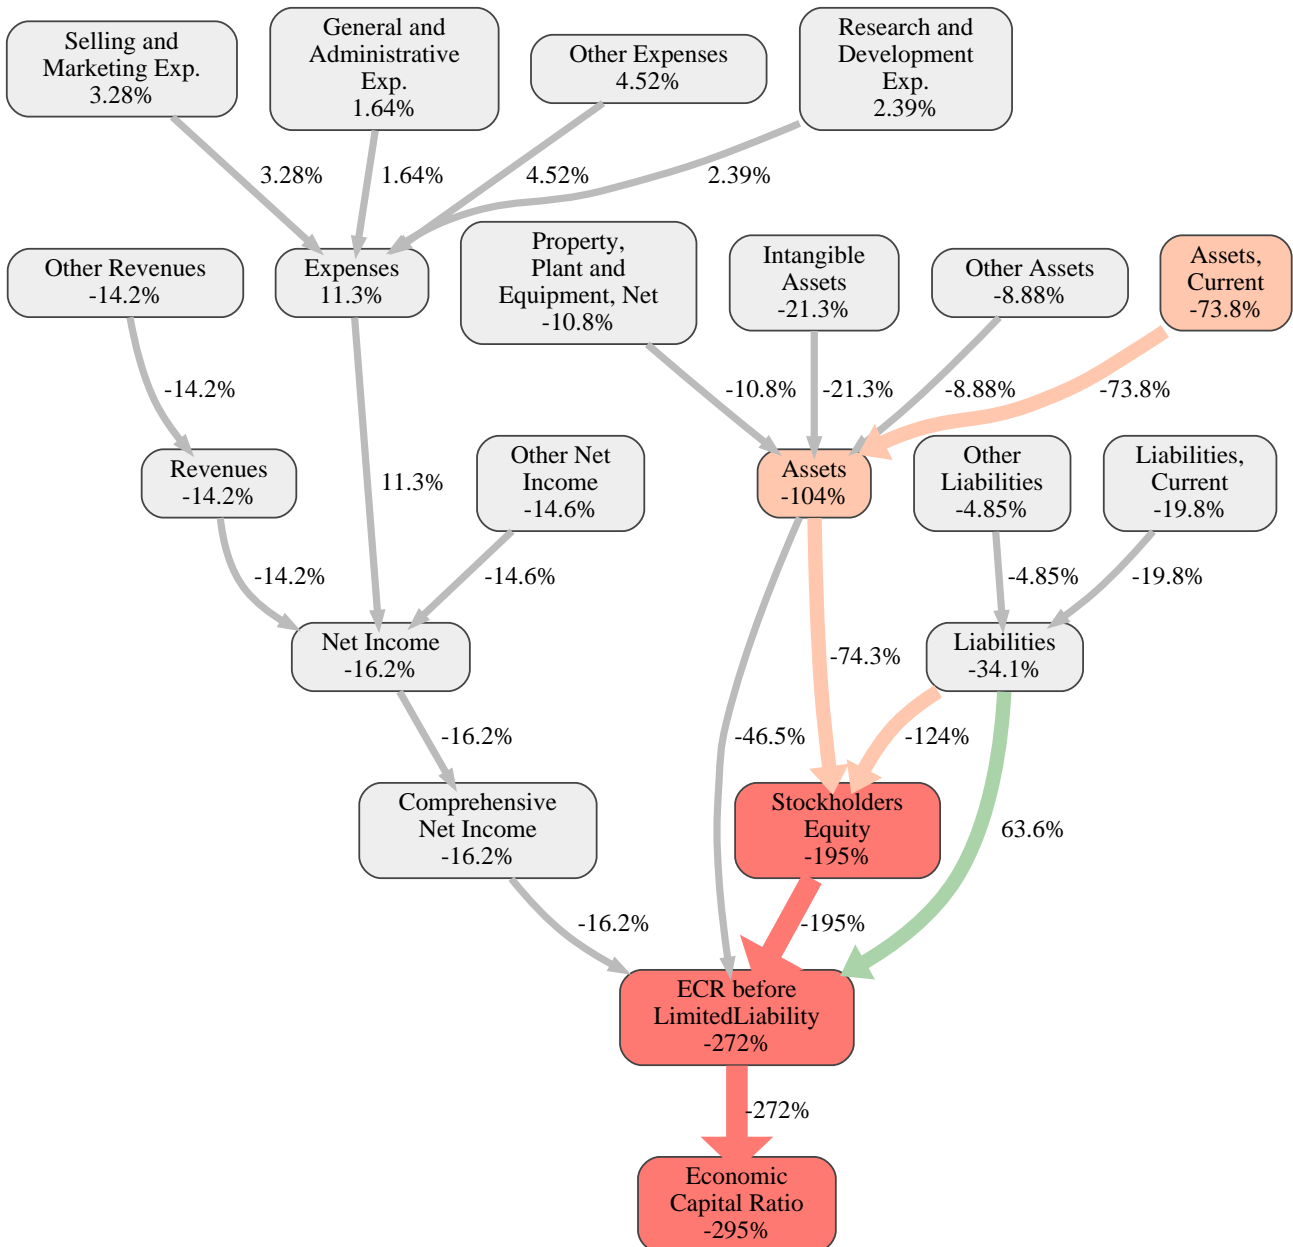 Selling and
Marketing Exp.
3.28%
General and
Administrative
Exp.
1.64%
Other Expenses
4.52%
Research and
Development
Exp.
2.39%
3.28%
1.64%
4.52%
2.39%
Other Revenues
-14.2%
Expenses
11.3%
Property,
Plant and
Equipment, Net
-10.8%
Intangible
Assets
-21.3%
Other Assets
-8.88%
Assets,
Current
-73.8%
-14.2%
-10.8%
-21.3%
-8.88%
-73.8%
Revenues
-14.2%
11.3%
Other Net
Income
-14.6%
Assets
-104%
Other
Liabilities
-4.85%
Liabilities,
Current
-19.8%
-14.2%
-14.6%
-4.85%
-19.8%
Net Income
-16.2%
-74.3%
Liabilities
-34.1%
-16.2%
-46.5%
-124%
Comprehensive
Net Income
-16.2%
Stockholders
Equity
-195%
63.6%
-16.2%
-195%
ECR before
LimitedLiability
-272%
-272%
Economic
Capital Ratio
-295%